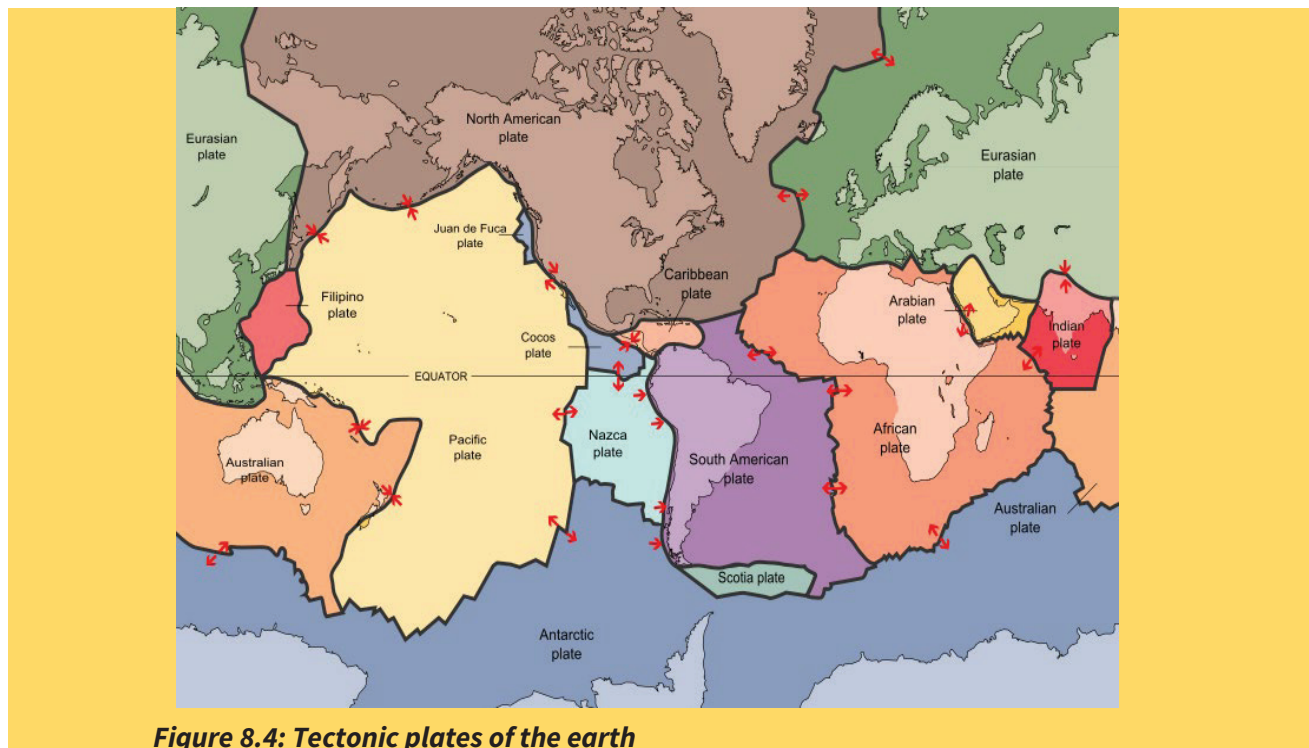 North American
plate
Eurasian
plate
Eurasian
plate
Juan de Fuca
plate
Caribbean
plate
Filipino
plate
Arabian
plate
Indian
plate
Cocos
plate
EQUATOR
Nazca
plate
Pacific
plate
African
plate
Australian
plate
South American
plate
Australian
plate
Scotia plate
Antarctic
plate
Figure 8.4: Tectonic plates of the earth